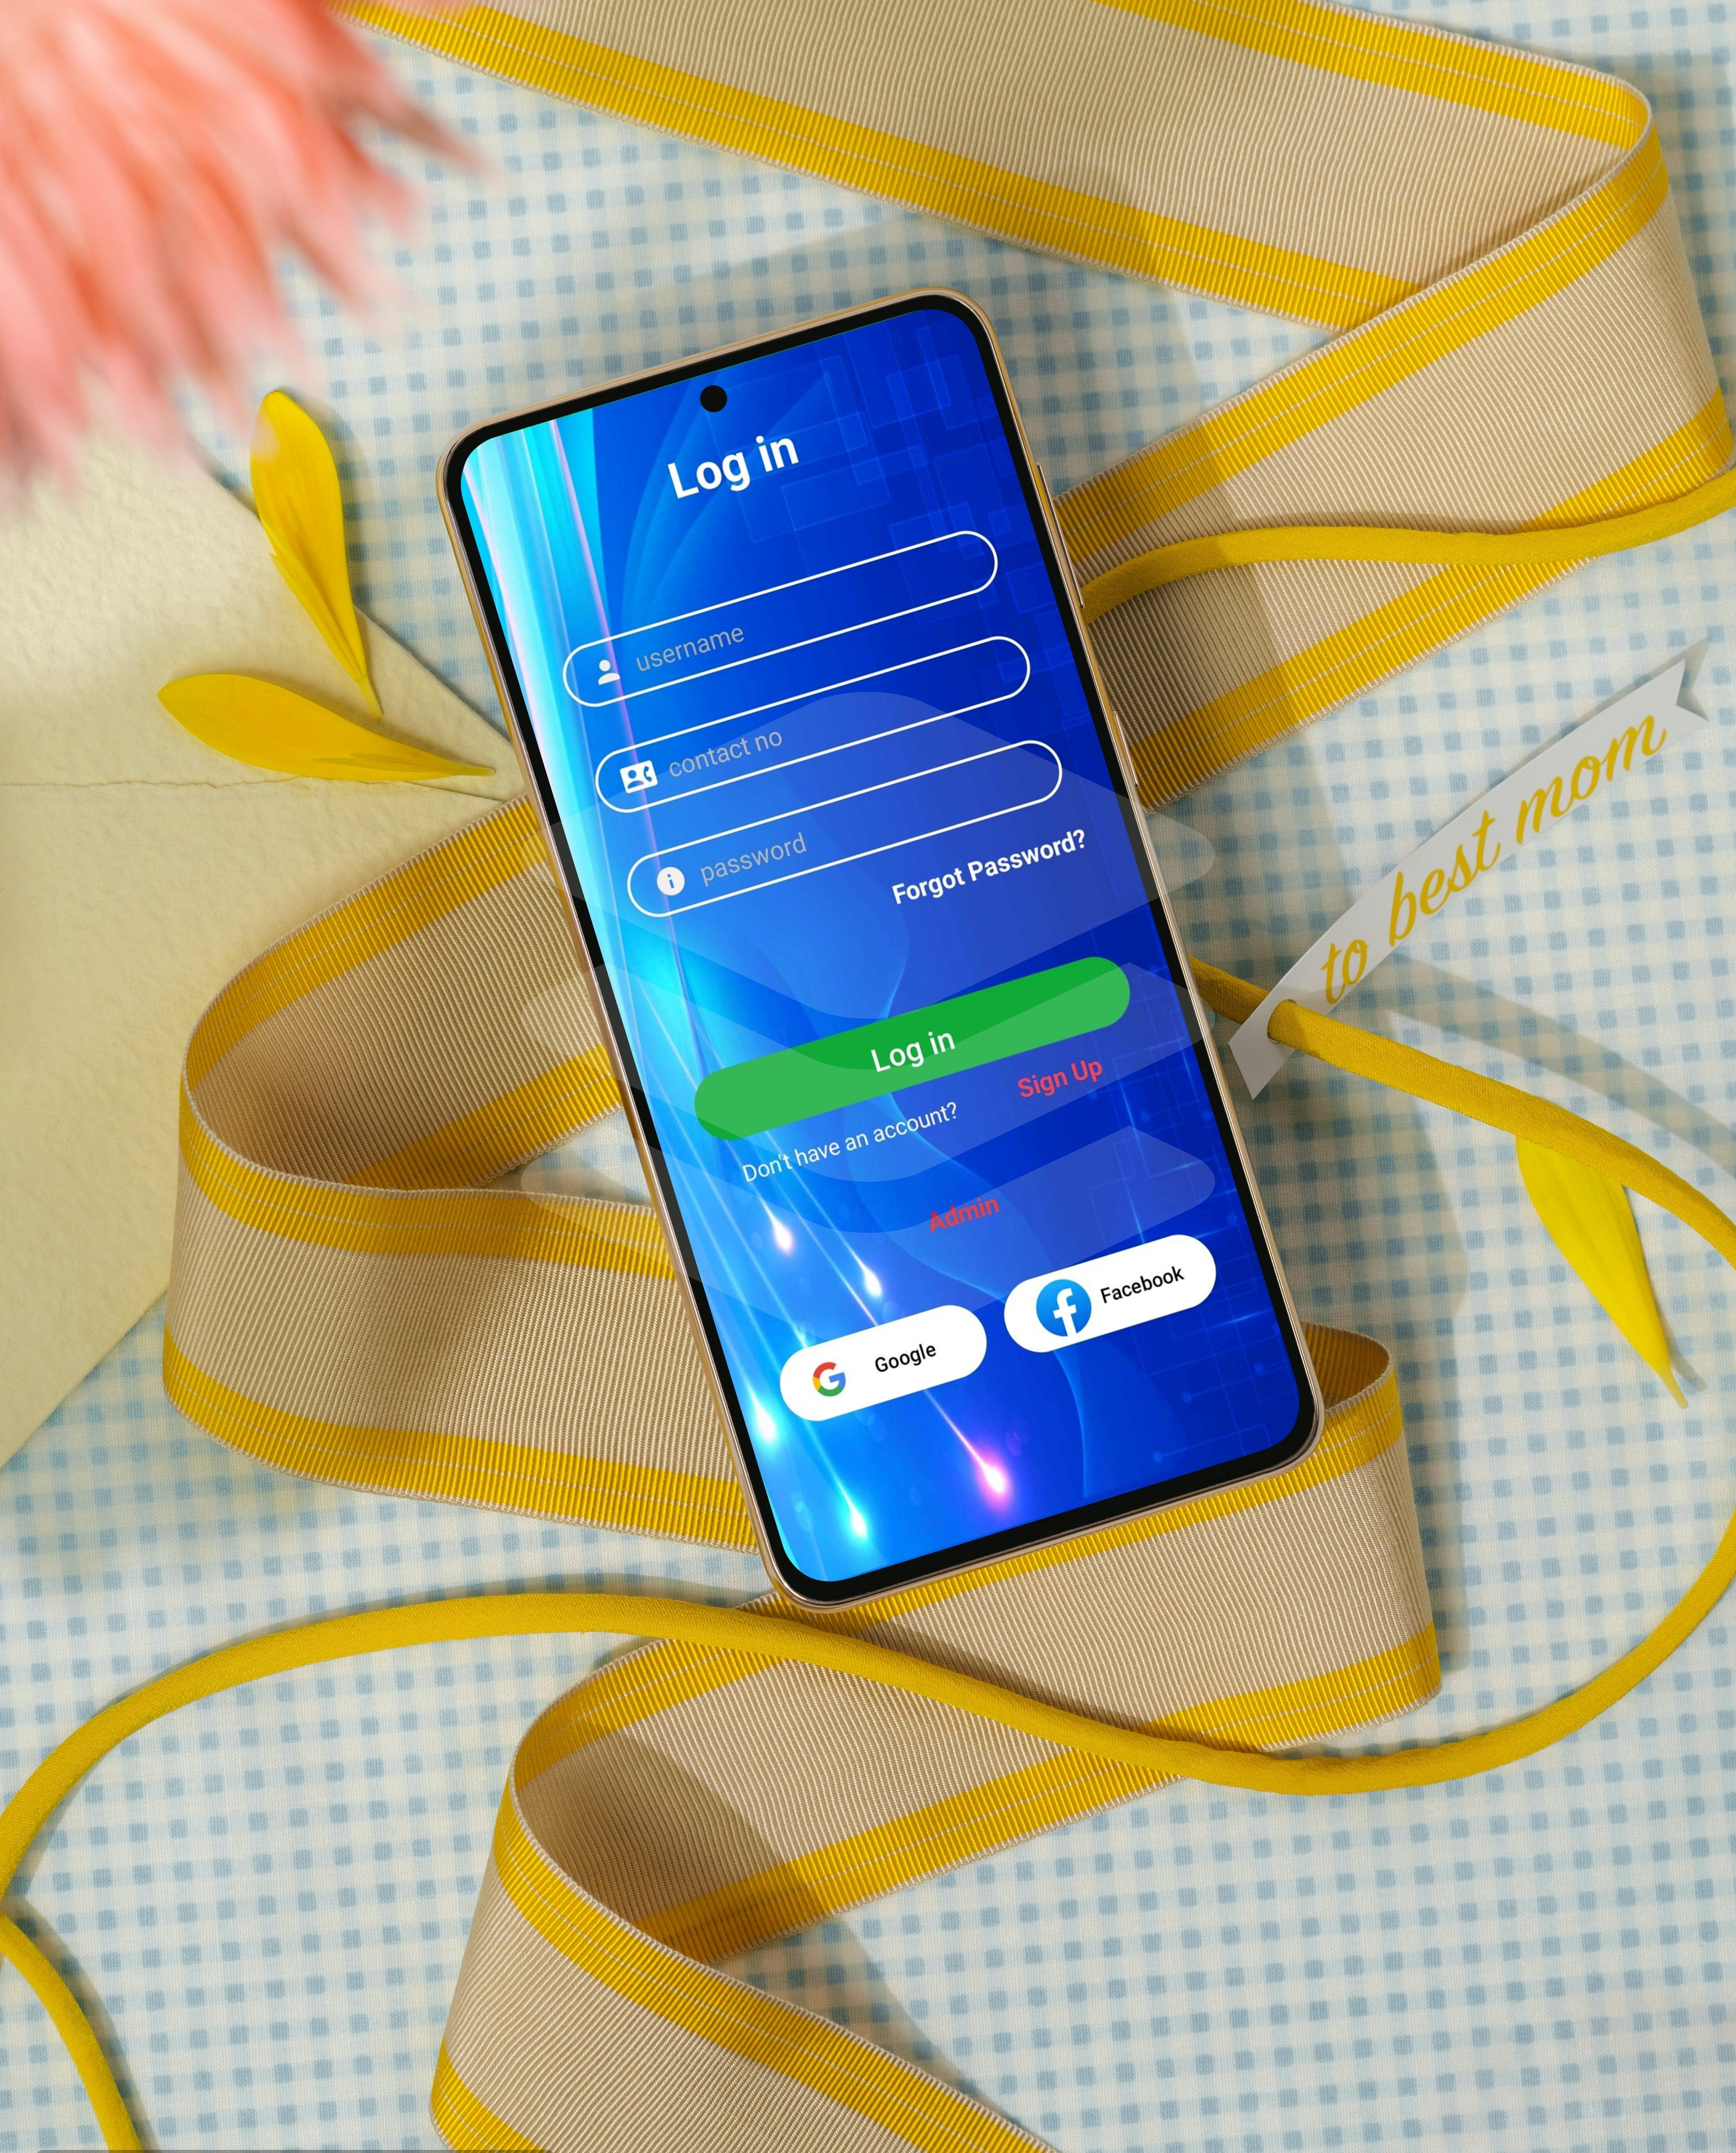 Log in
username
contact no
password
Forgot Password?
Log in
Don't have an account? Sign Up
Admin
Google
Facebook
to best mom